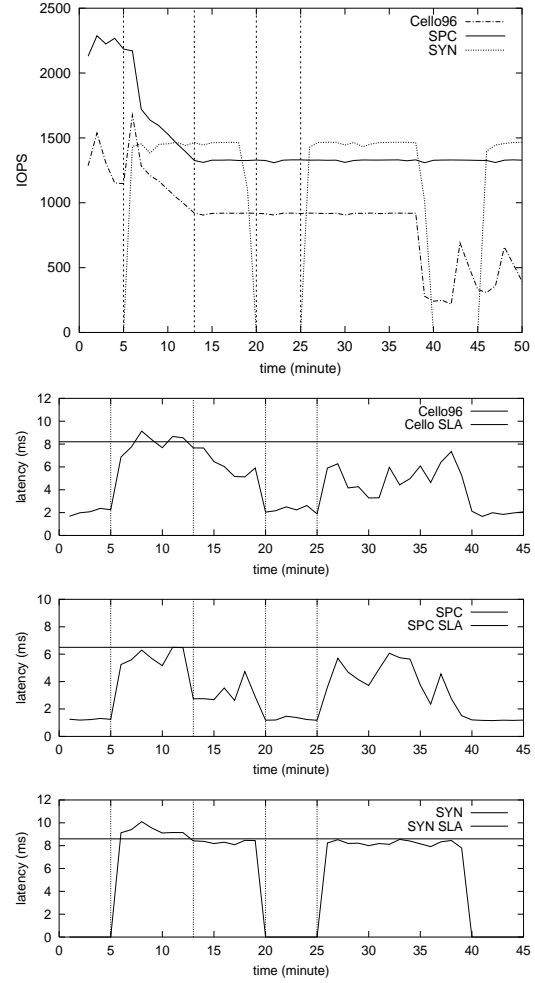 2500
Cello96
SPC
SYN
2000
1500
IOPS
1000
500
0
0 5 10 15 20 25 30 35 40 45 50
time (minute)
12
Cello96
10
Cello SLA
8
latency (ms)
6
4
2
0
0 5 10 15 20 25 30 35 40 45
time (minute)
10
SPC
8
SPC SLA
latency (ms)
6
4
2
0
0 5 10 15 20 25 30 35 40 45
time (minute)
12
SYN
10
SYN SLA
8
latency (ms)
6
4
2
0
0 5 10 15 20 25 30 35 40 45
time (minute)